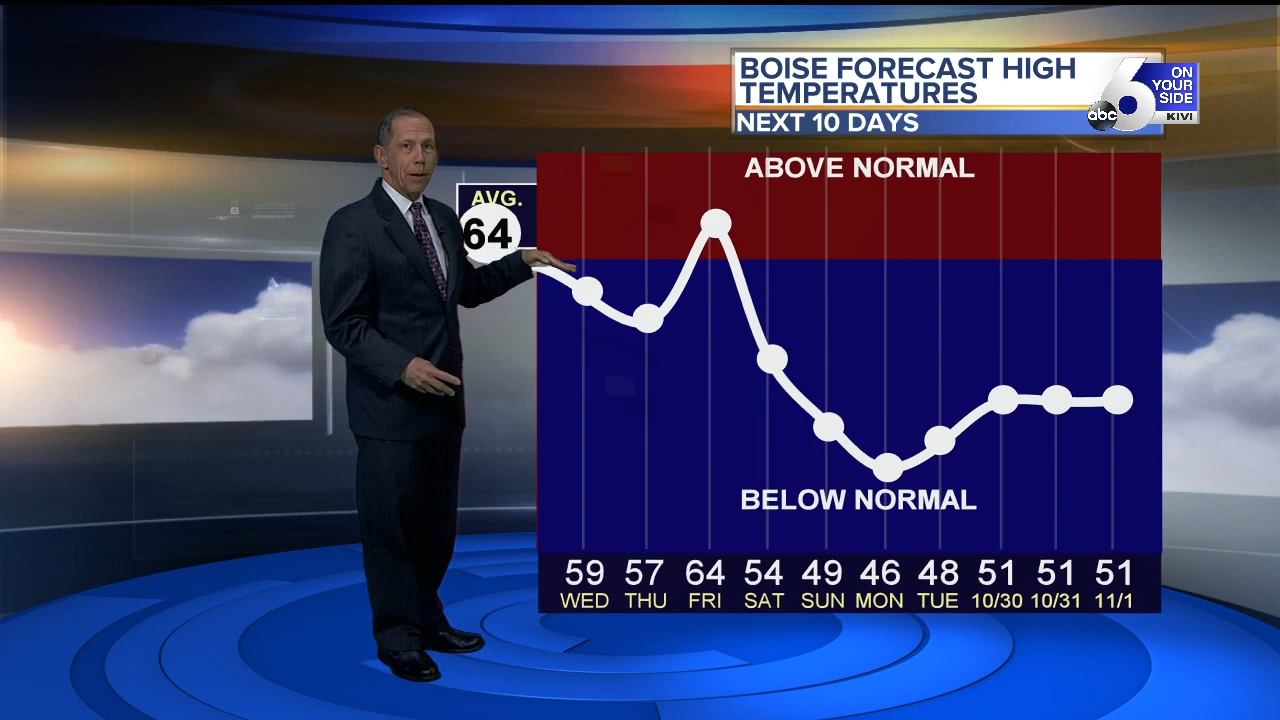 BOISE FORECAST HIGH
TEMPERATURES
NEXT 10 DAYS
abc
6
ON
YOUR
SIDE
KIVI
ABOVE NORMAL
AVG.
64
BELOW NORMAL
59 57 64 54 49 46 48 51 51 51
WED THU FRI SAT SUN MON TUE 10/30 10/31 11/1